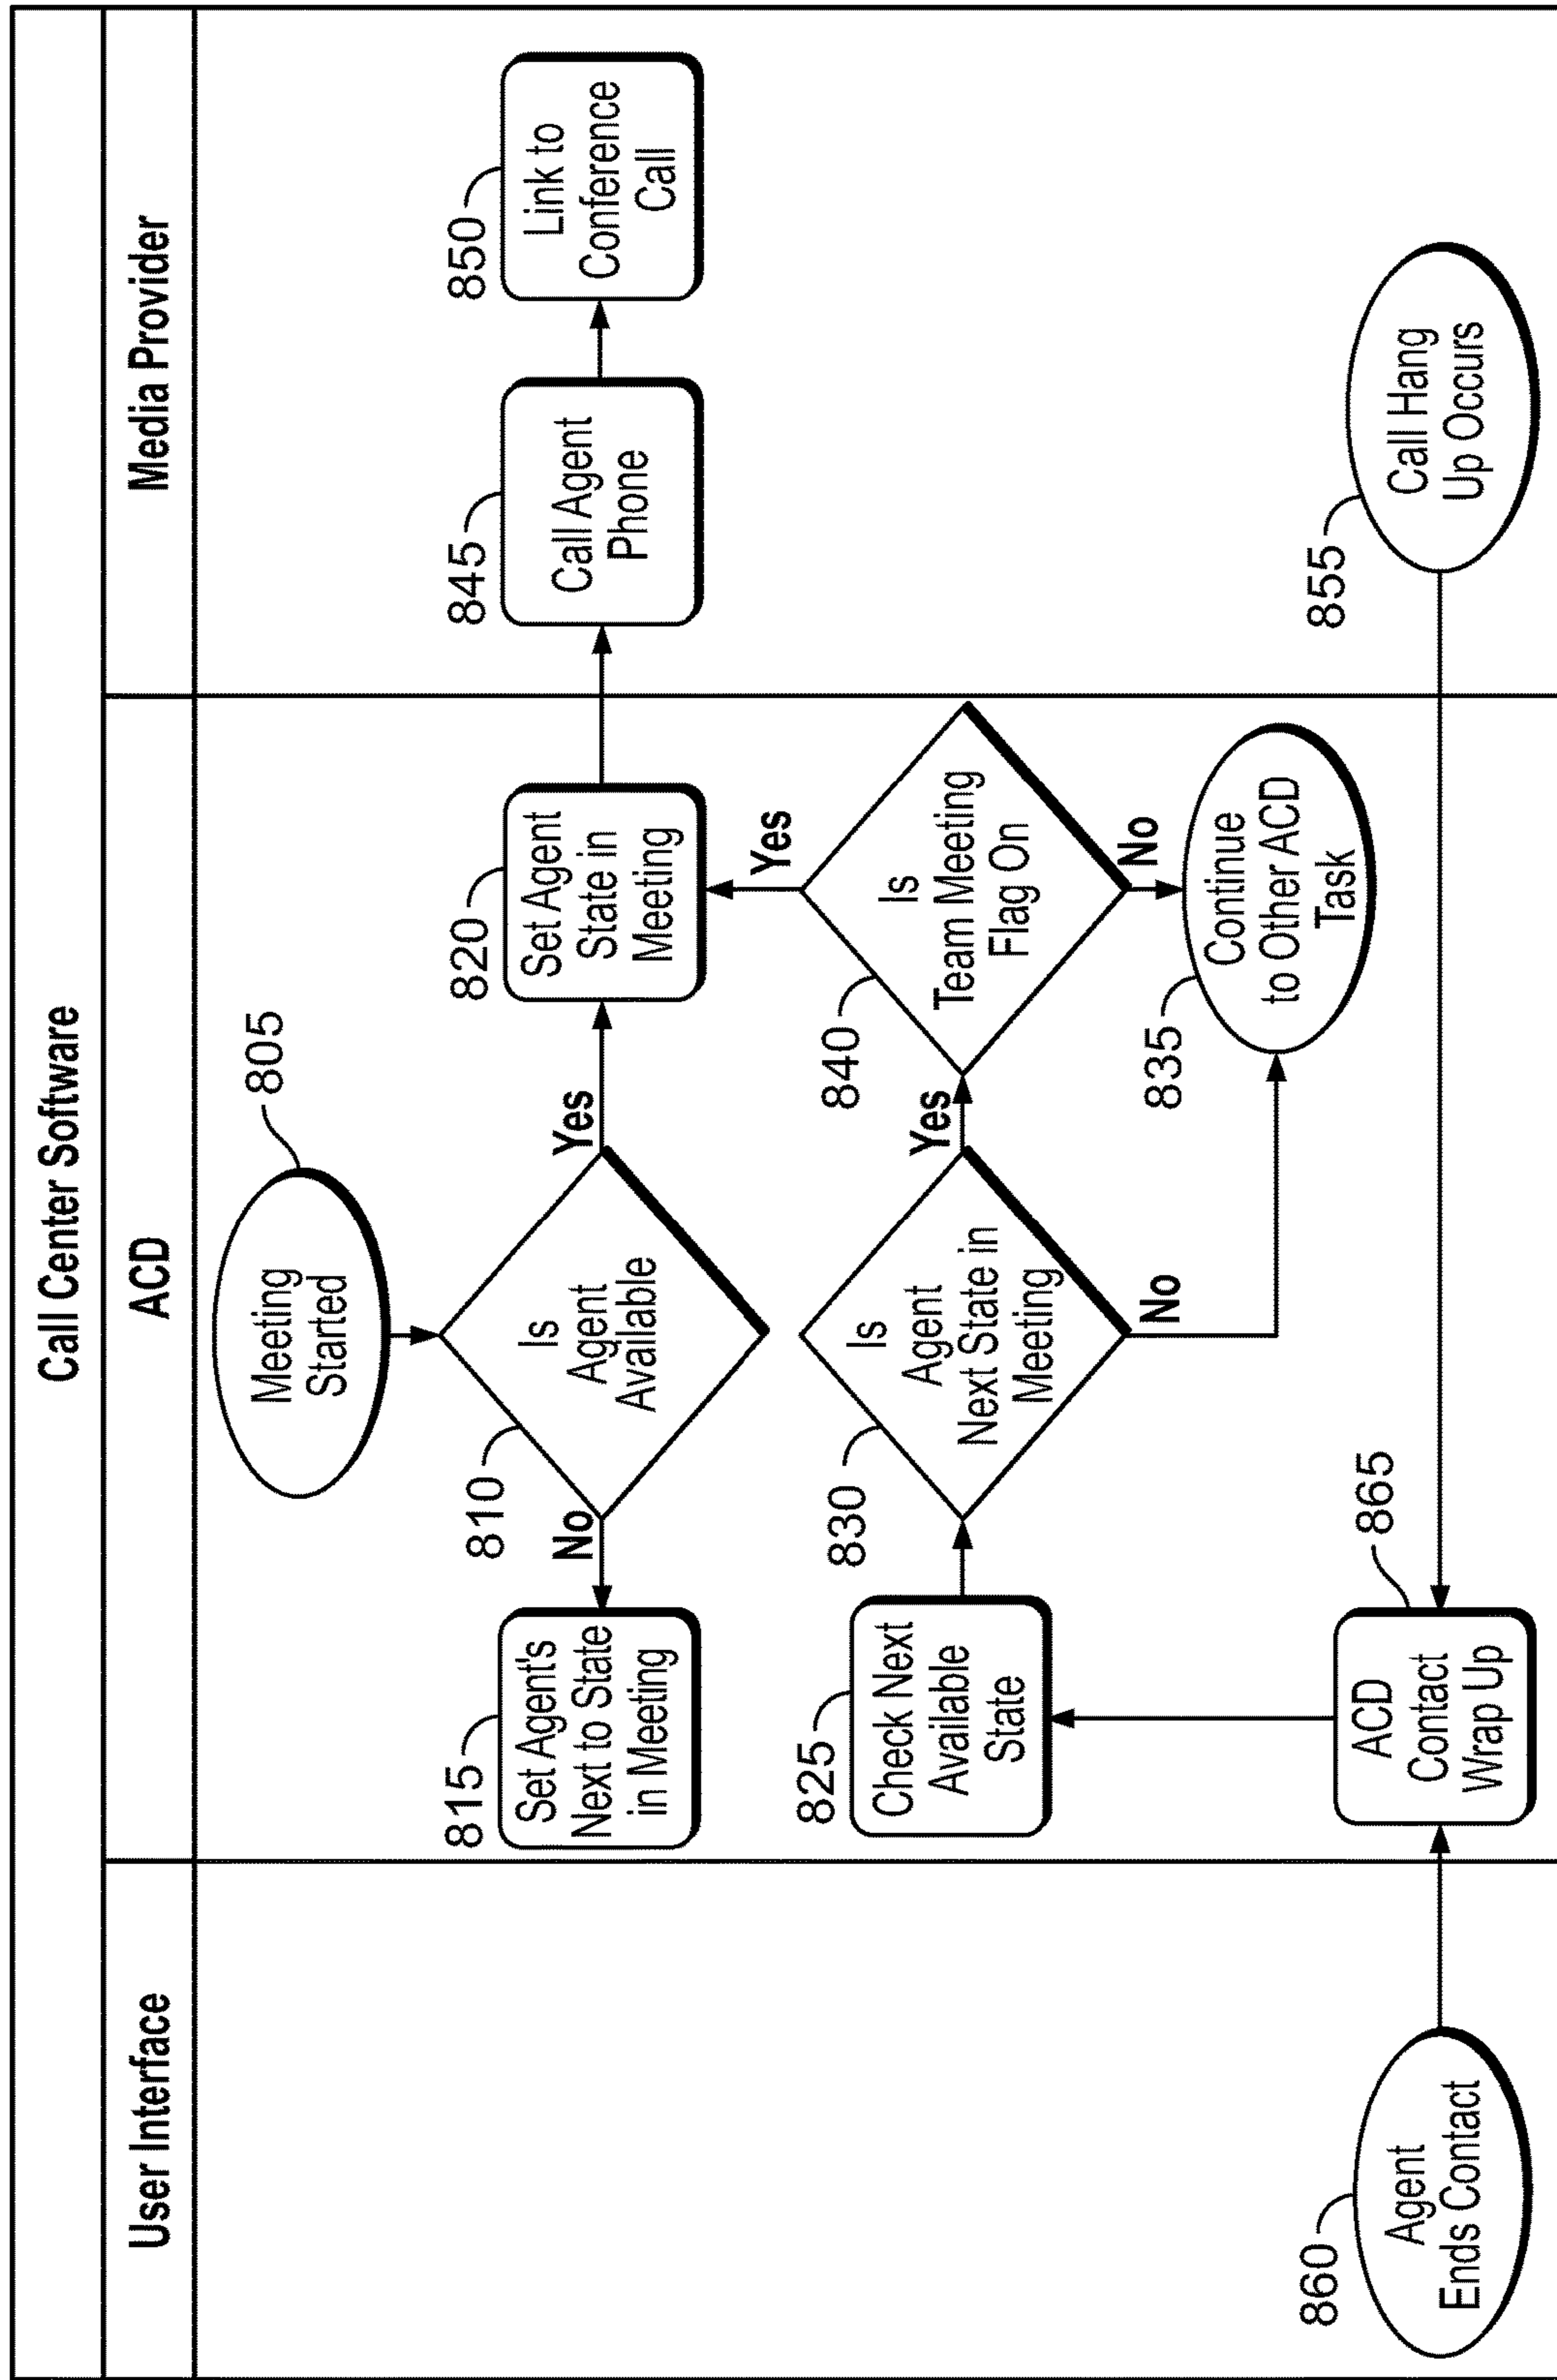 Call Center Software
User Interface
ACD
Media Provider
805
Meeting
Started
810
Is
Agent
Available
No
Yes
815
Set Agent's
Next to State
in Meeting
820
Set Agent
State in
Meeting
845
Call Agent
Phone
850
Link to
Conference
Call
825
Check Next
Available
State
830
Is
Agent
Next State in
Meeting
Yes
No
840
Is
Team Meeting
Flag On
Yes
No
835
Continue
to Other ACD
Task
860
Agent
Ends Contact
865
ACD
Contact
Wrap Up
855
Call Hang
Up Occurs